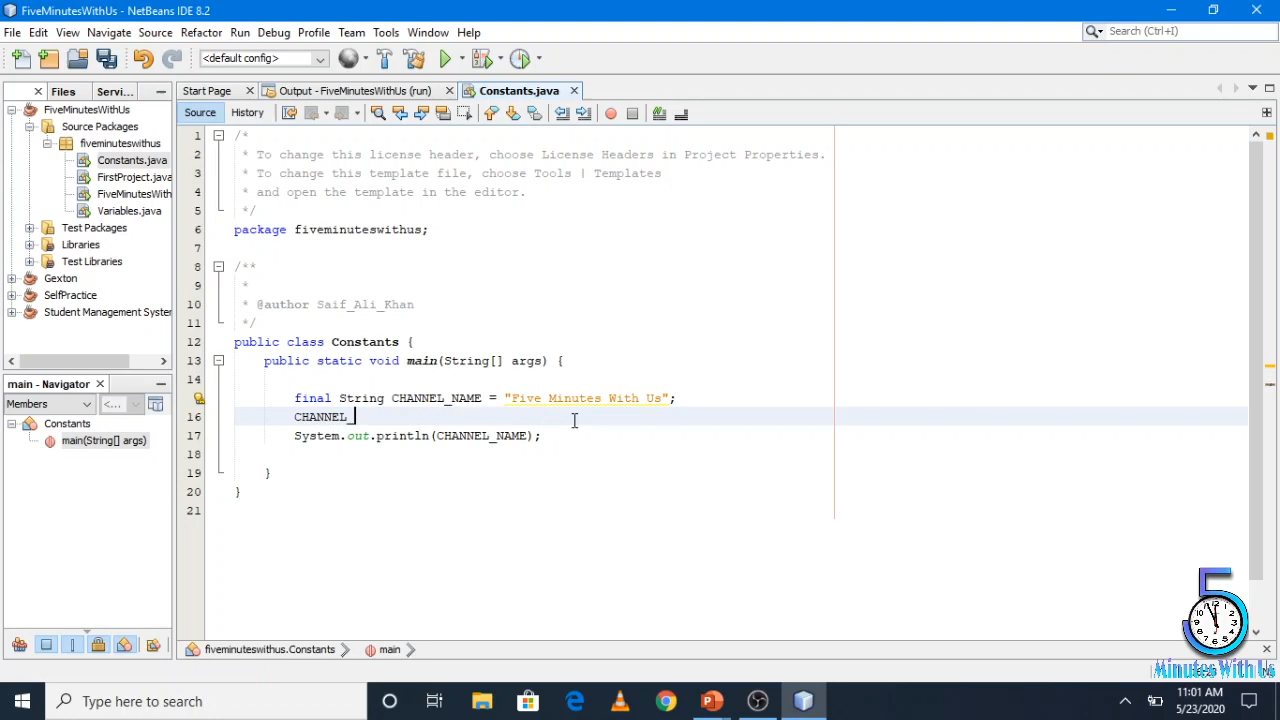 FiveMinutesWithUs - NetBeans IDE 8.2
File Edit View Navigate Source Refactor Run Debug Profile Team Tools Window Help
Search (Ctrl+I)
<default config>
Files Servi...
Start Page Output - FiveMinutesWithUs (run) Constants.java
Source History
FiveMinutesWithUs
Source Packages
fiveminuteswithus
Constants.java
FirstProject.java
FiveMinutesWith
Variables.java
Test Packages
Libraries
Test Libraries
Gexton
SelfPractice
Student Management System
main - Navigator
Members <...
Constants
main(String[] args)
1 /*
2 * To change this license header, choose License Headers in Project Properties.
3 * To change this template file, choose Tools | Templates
4 * and open the template in the editor.
5 */
6 package fiveminuteswithus;
7
8 /**
9 *
10 * @author Saif_Ali_Khan
11 */
12 public class Constants {
13 public static void main(String[] args) {
14
final String CHANNEL_NAME = "Five Minutes With Us";
16 CHANNEL_
17 System.out.println(CHANNEL_NAME);
18
19 }
20 }
21
fiveminuteswithus.Constants main
5
Minutes With Us
Type here to search
11:01 AM
5/23/2020